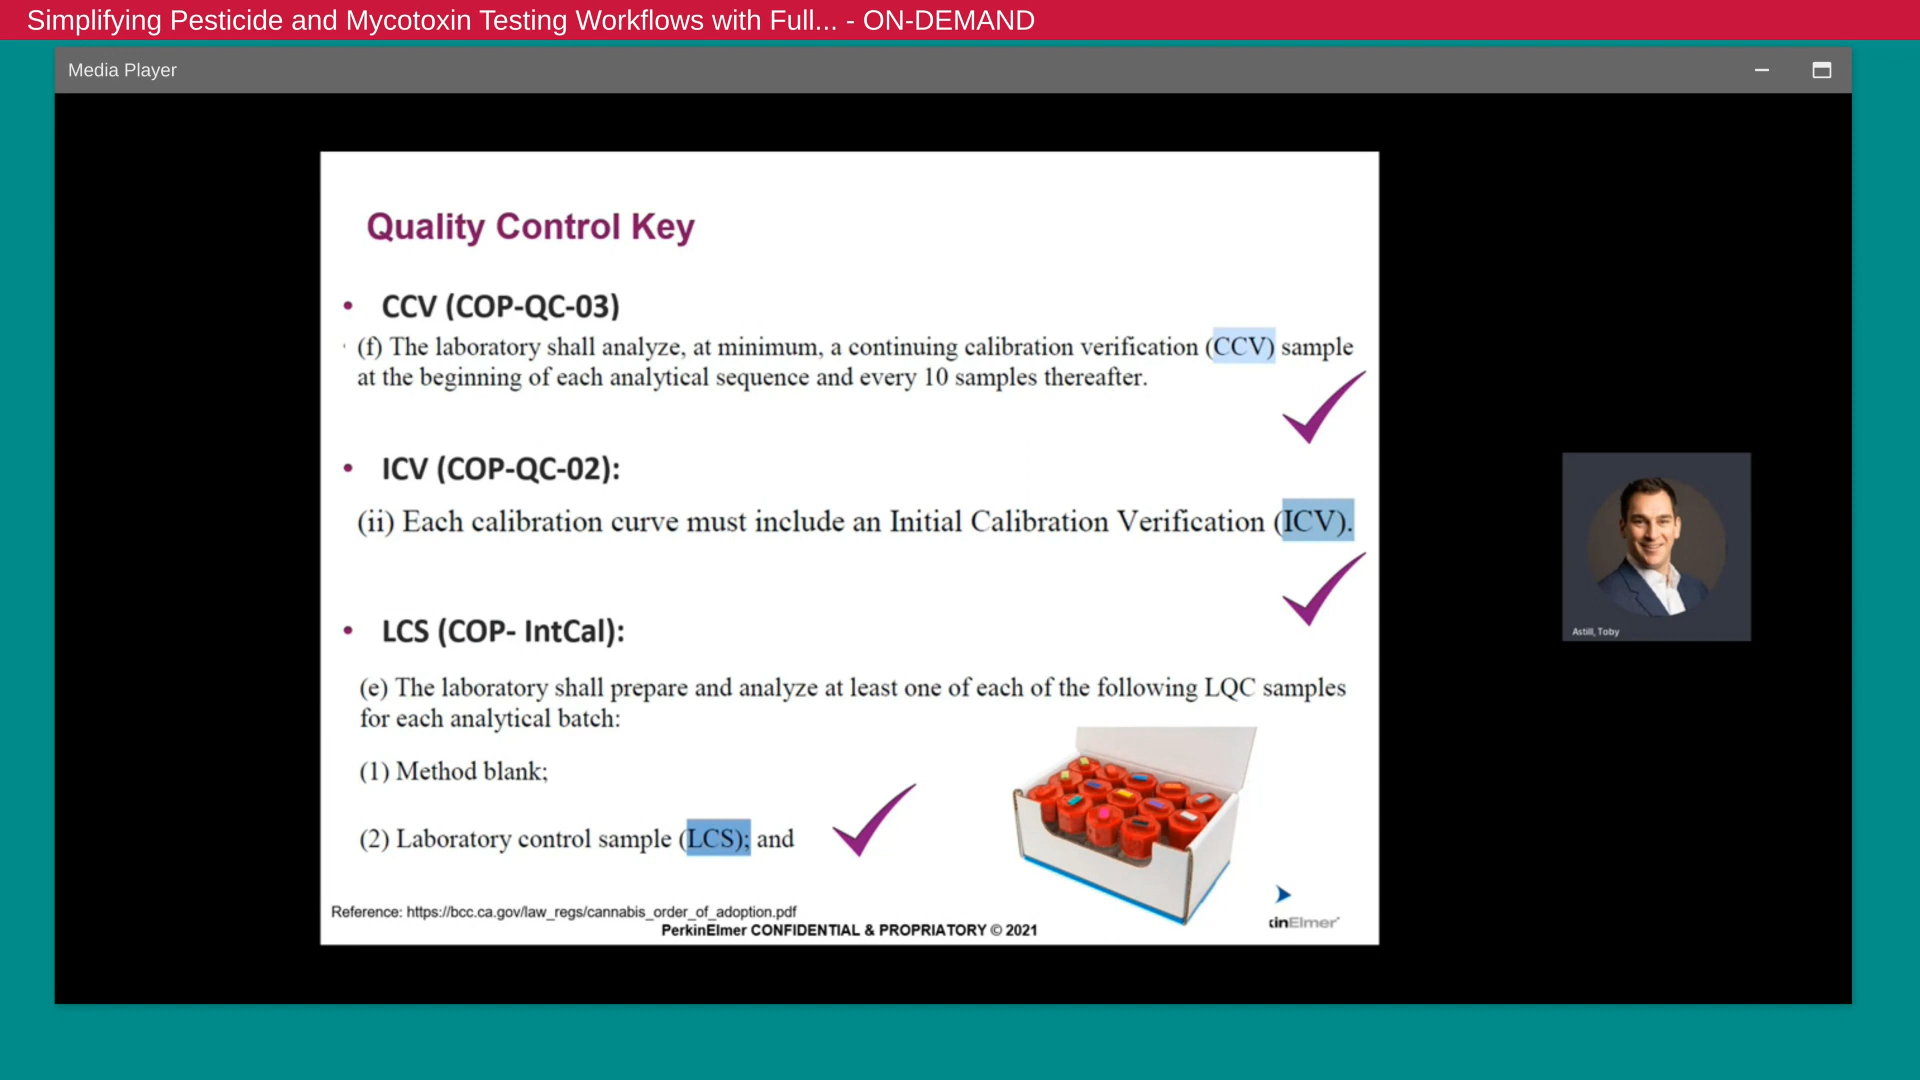 Simplifying Pesticide and Mycotoxin Testing Workflows with Full... - ON-DEMAND
Media Player
Quality Control Key
• CCV (COP-QC-03)
(f) The laboratory shall analyze, at minimum, a continuing calibration verification (CCV) sample
at the beginning of each analytical sequence and every 10 samples thereafter.
• ICV (COP-QC-02):
(ii) Each calibration curve must include an Initial Calibration Verification (ICV).
• LCS (COP- IntCal):
(e) The laboratory shall prepare and analyze at least one of each of the following LQC samples
for each analytical batch:
(1) Method blank;
(2) Laboratory control sample (LCS); and
Reference: https://bcc.ca.gov/law_regs/cannabis_order_of_adoption.pdf
PerkinElmer CONFIDENTIAL & PROPRIATORY © 2021
kinElmer
Astill, Toby